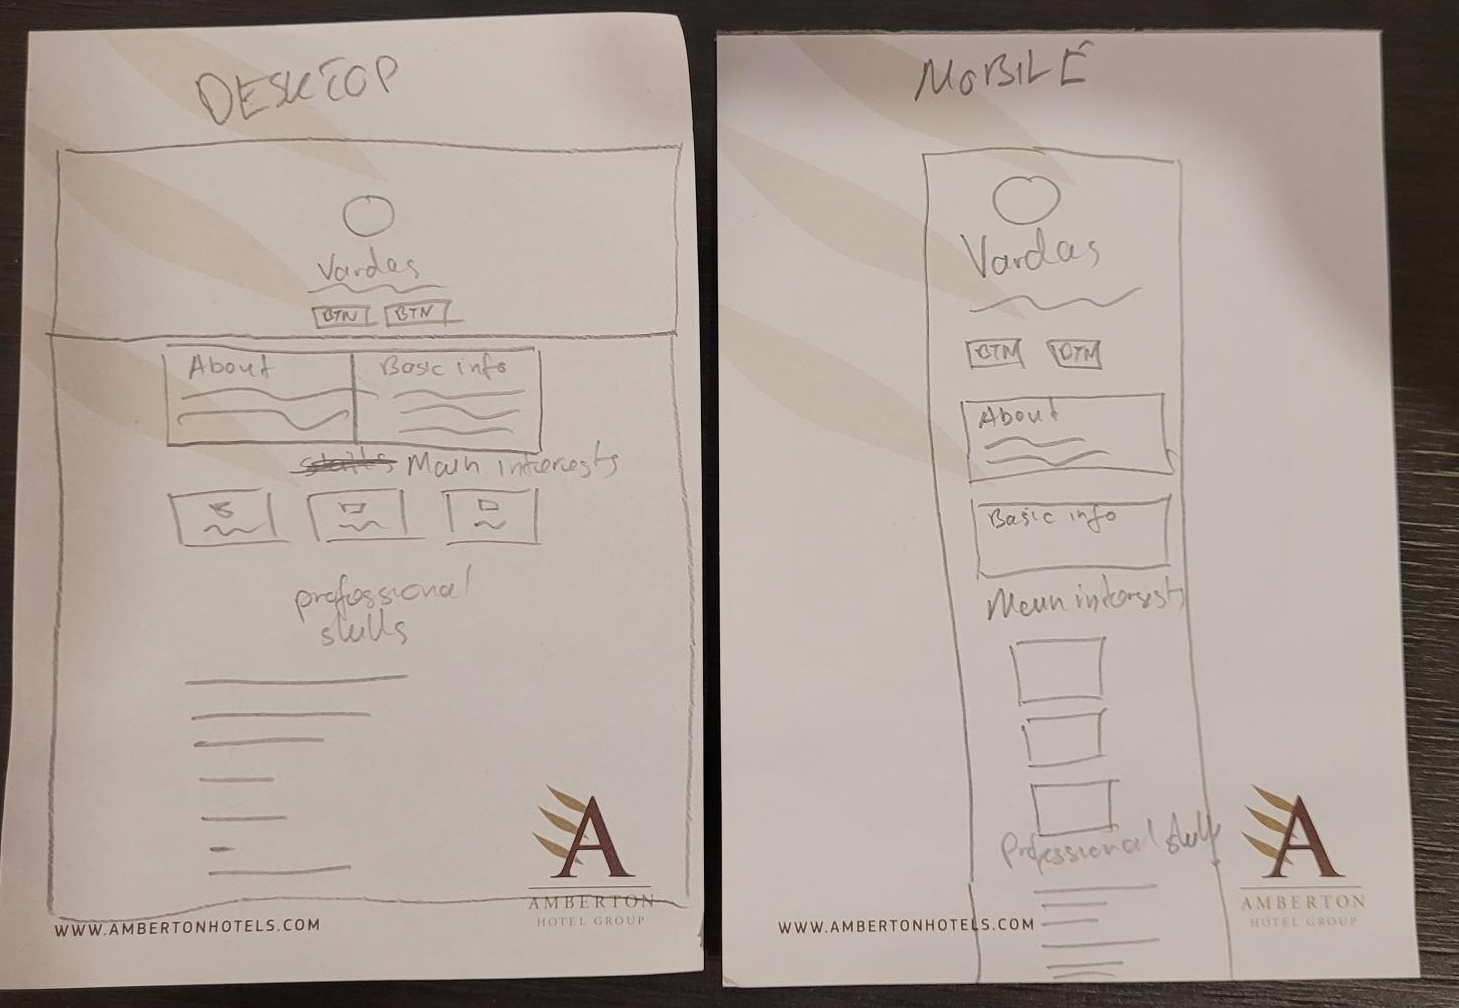 DESKTOP
Vardas
BTN BTN
About
Basic info
Main interests
professional
skills
A
AMBERTON
HOTEL GROUP
WWW.AMBERTONHOTELS.COM
MOBILE
Vardas
BTN BTN
About
Basic info
Main interests
Professional skills
A
AMBERTON
HOTEL GROUP
WWW.AMBERTONHOTELS.COM